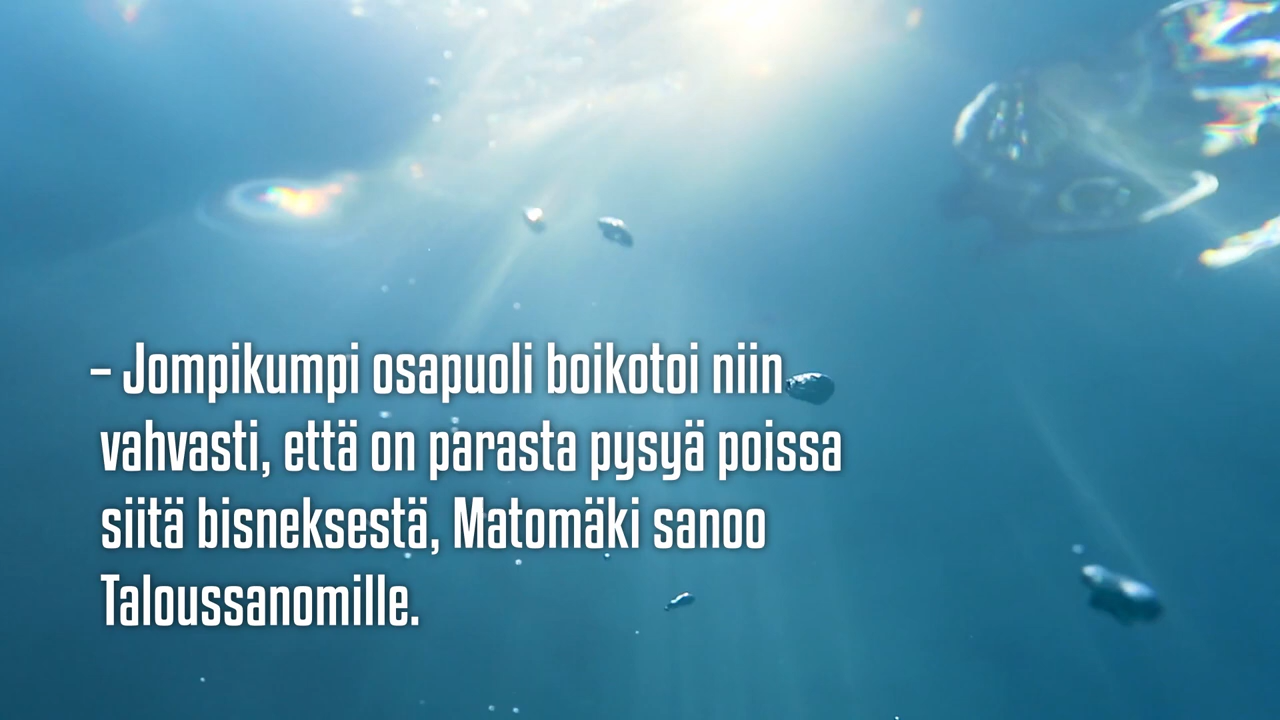 – Jompikumpi osapuoli boikotoi niin
vahvasti, että on parasta pysyä poissa
siitä bisneksestä, Matomäki sanoo
Taloussanomille.